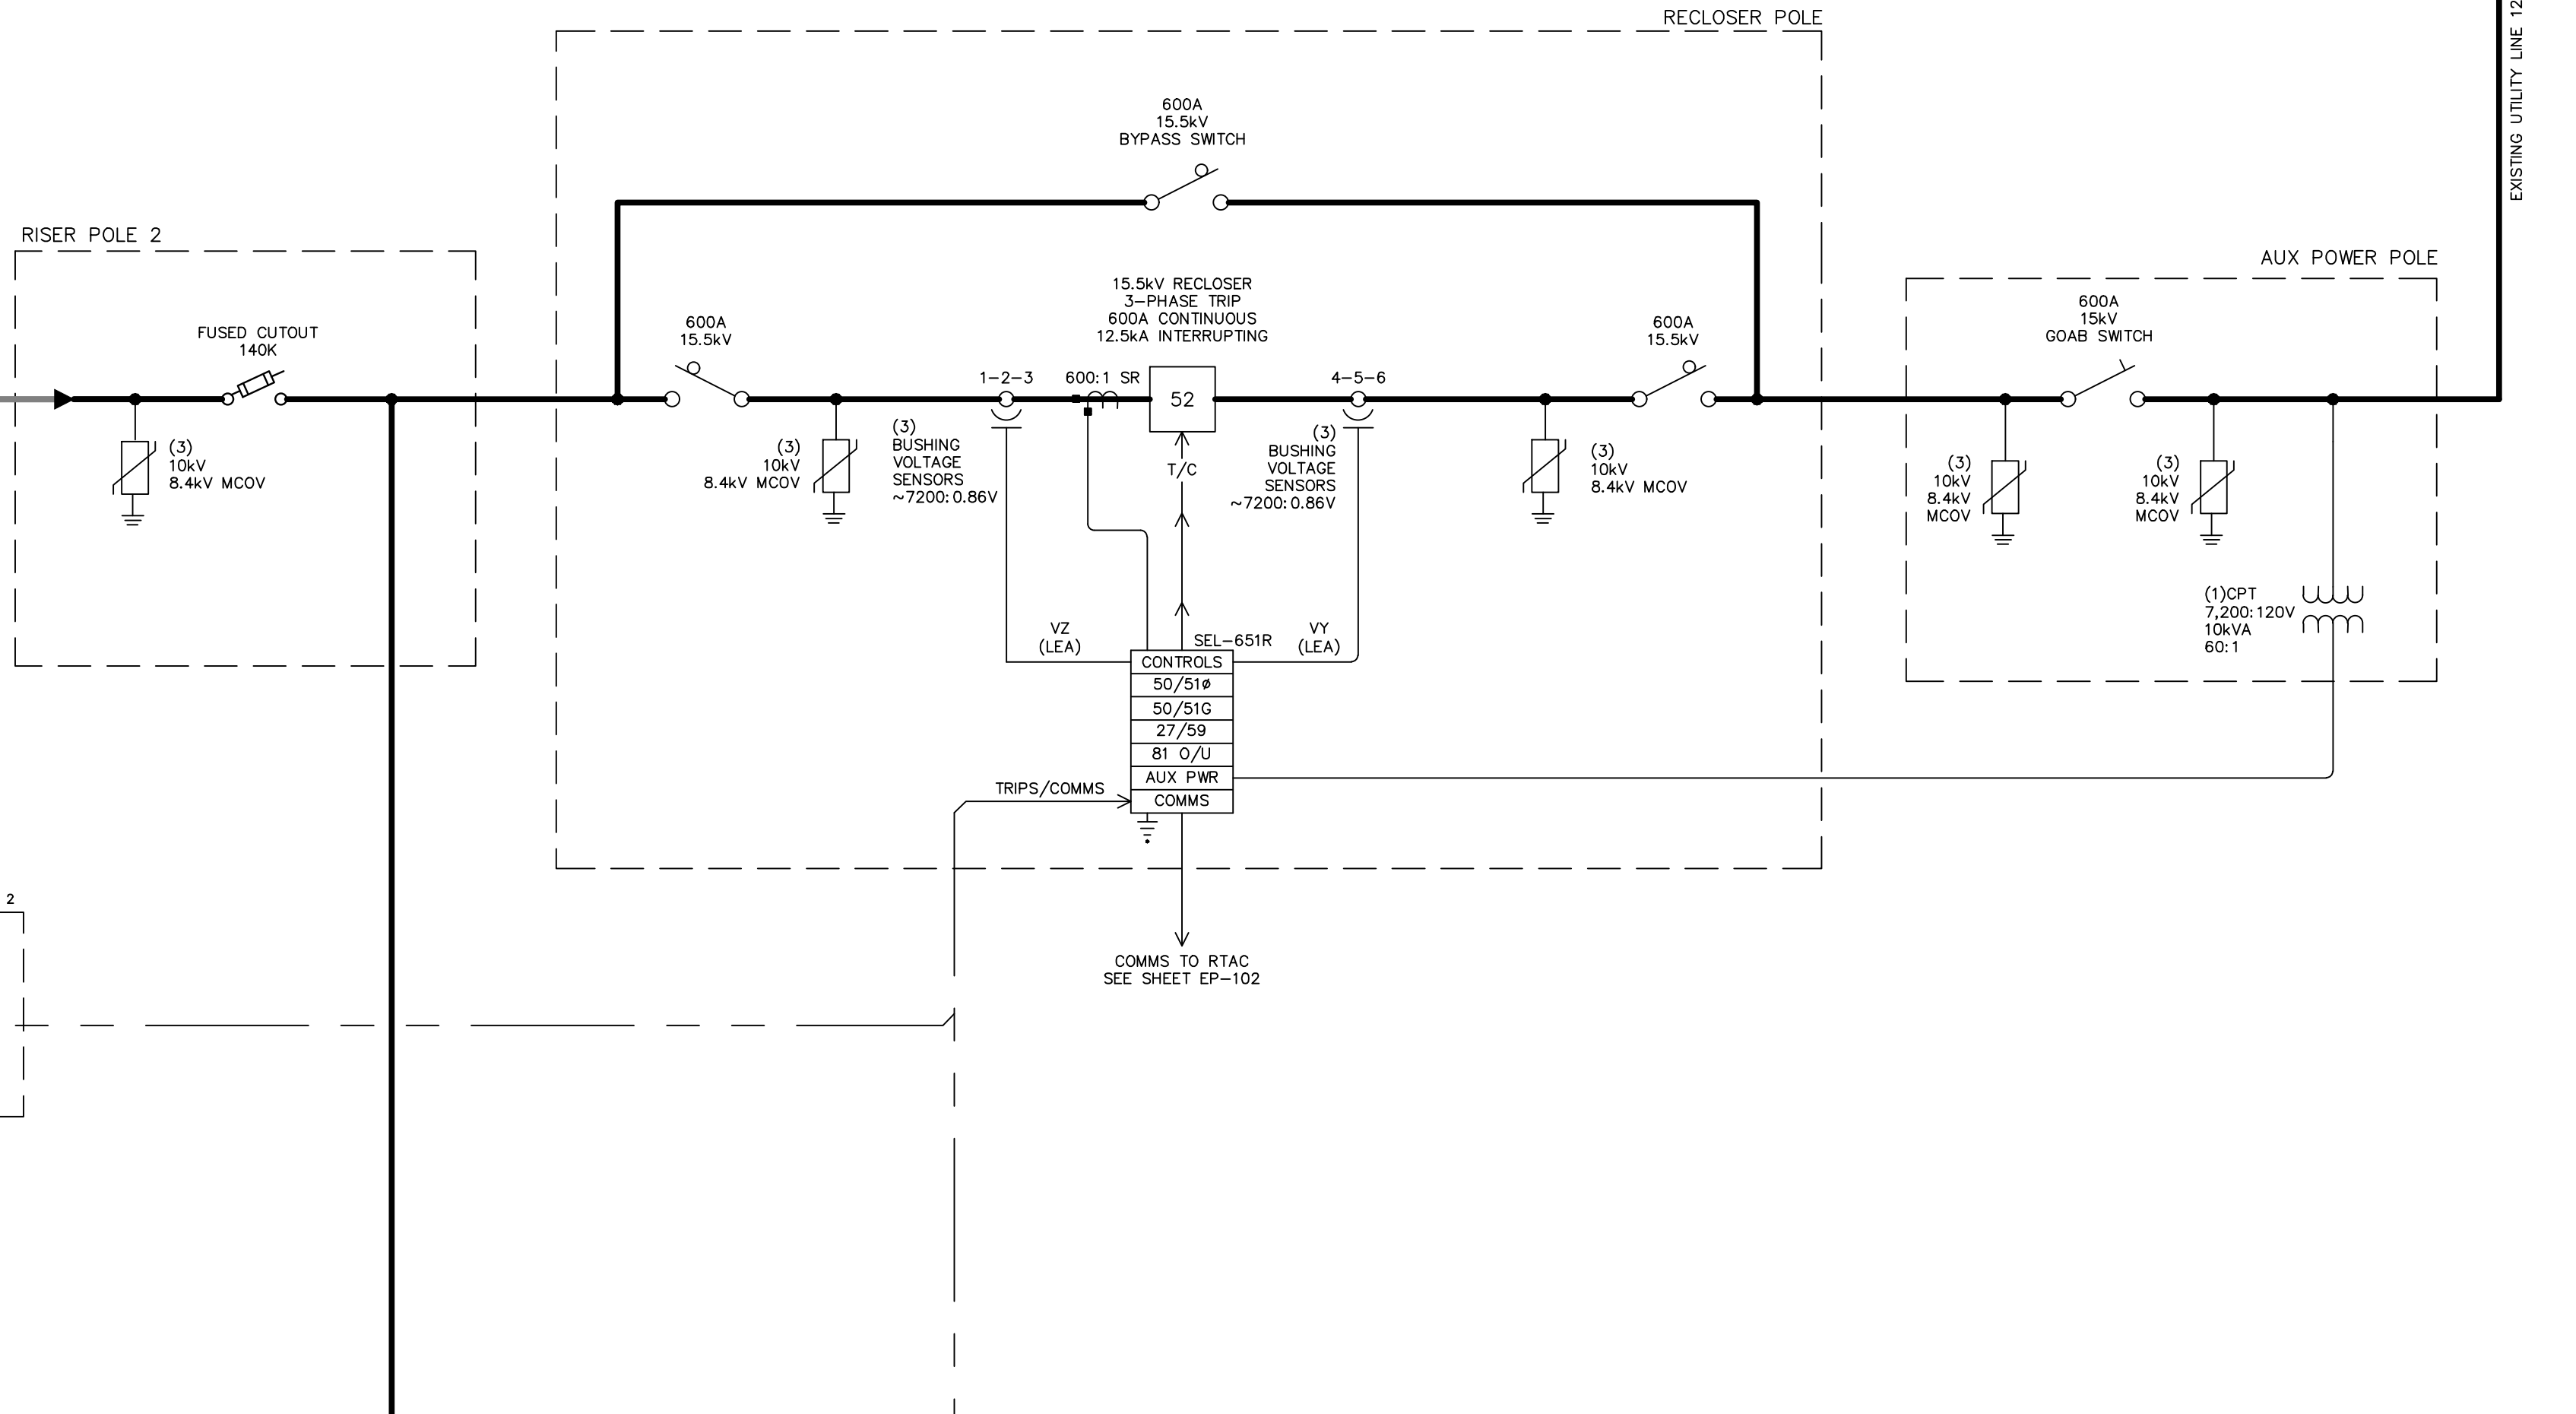 RECLOSER POLE
EXISTING UTILITY LINE 12
600A
15.5kV
BYPASS SWITCH
RISER POLE 2
FUSED CUTOUT
140K
(3)
10kV
8.4kV MCOV
600A
15.5kV
15.5kV RECLOSER
3-PHASE TRIP
600A CONTINUOUS
12.5kA INTERRUPTING
600A
15.5kV
1-2-3
600:1 SR
52
4-5-6
(3)
10kV
8.4kV MCOV
(3)
BUSHING
VOLTAGE
SENSORS
~7200:0.86V
T/C
(3)
BUSHING
VOLTAGE
SENSORS
~7200:0.86V
(3)
10kV
8.4kV MCOV
AUX POWER POLE
600A
15kV
GOAB SWITCH
(3)
10kV
8.4kV
MCOV
(3)
10kV
8.4kV
MCOV
(1)CPT
7,200:120V
10kVA
60:1
VZ
(LEA)
SEL-651R
VY
(LEA)
CONTROLS
50/51ø
50/51G
27/59
81 O/U
AUX PWR
COMMS
TRIPS/COMMS
COMMS TO RTAC
SEE SHEET EP-102
2